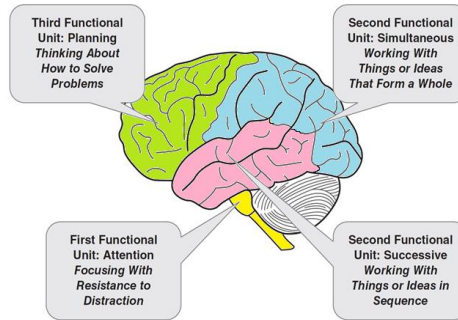 Third Functional
Unit: Planning
Thinking About
How to Solve
Problems
Second Functional
Unit: Simultaneous
Working With
Things or Ideas
That Form a Whole
First Functional
Unit: Attention
Focusing With
Resistance to
Distraction
Second Functional
Unit: Successive
Working With
Things or Ideas in
Sequence